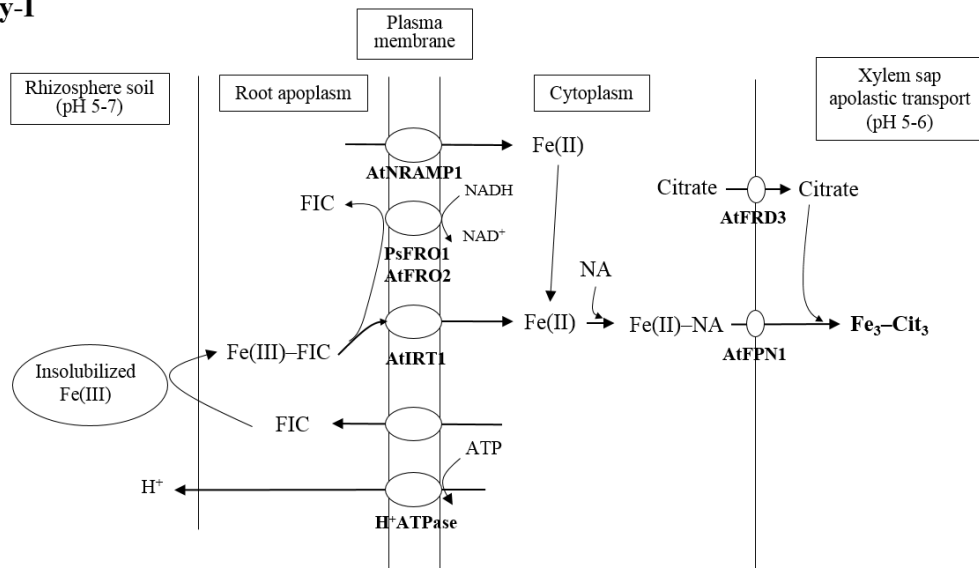 y-I
Plasma
membrane
Rhizosphere soil
(pH 5-7)
Root apoplasm
Cytoplasm
Xylem sap
apolastic transport
(pH 5-6)
Fe(II)
AtNRAMP1
NADH
FIC
NAD⁺
PsFRO1
AtFRO2
Citrate
Citrate
AtFRD3
NA
Fe(II)
Fe(II)–NA
Fe₃–Cit₃
AtFPN1
Fe(III)–FIC
AtIRT1
Insolubilized
Fe(III)
FIC
ATP
H⁺
H⁺ATPase